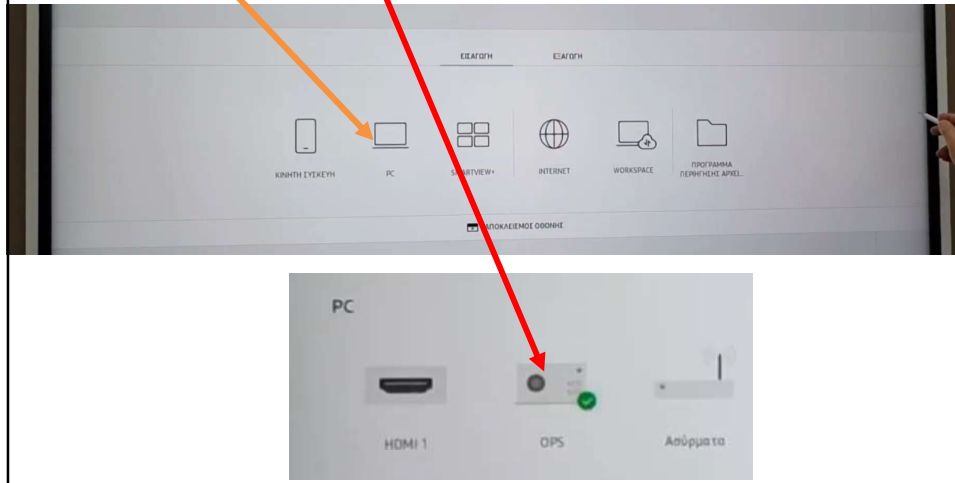 ΕΙΣΑΓΩΓΗ ΕΞΑΓΩΓΗ
ΚΙΝΗΤΗ ΣΥΣΚΕΥΗ PC SMARTVIEW+ INTERNET WORKSPACE ΠΡΟΓΡΑΜΜΑ
ΠΕΡΙΗΓΗΣΗΣ ΑΡΧΕΙ..
ΑΠΟΚΛΕΙΣΜΟΣ ΟΘΟΝΗΣ
PC
HDMI 1 OPS Ασύρματα